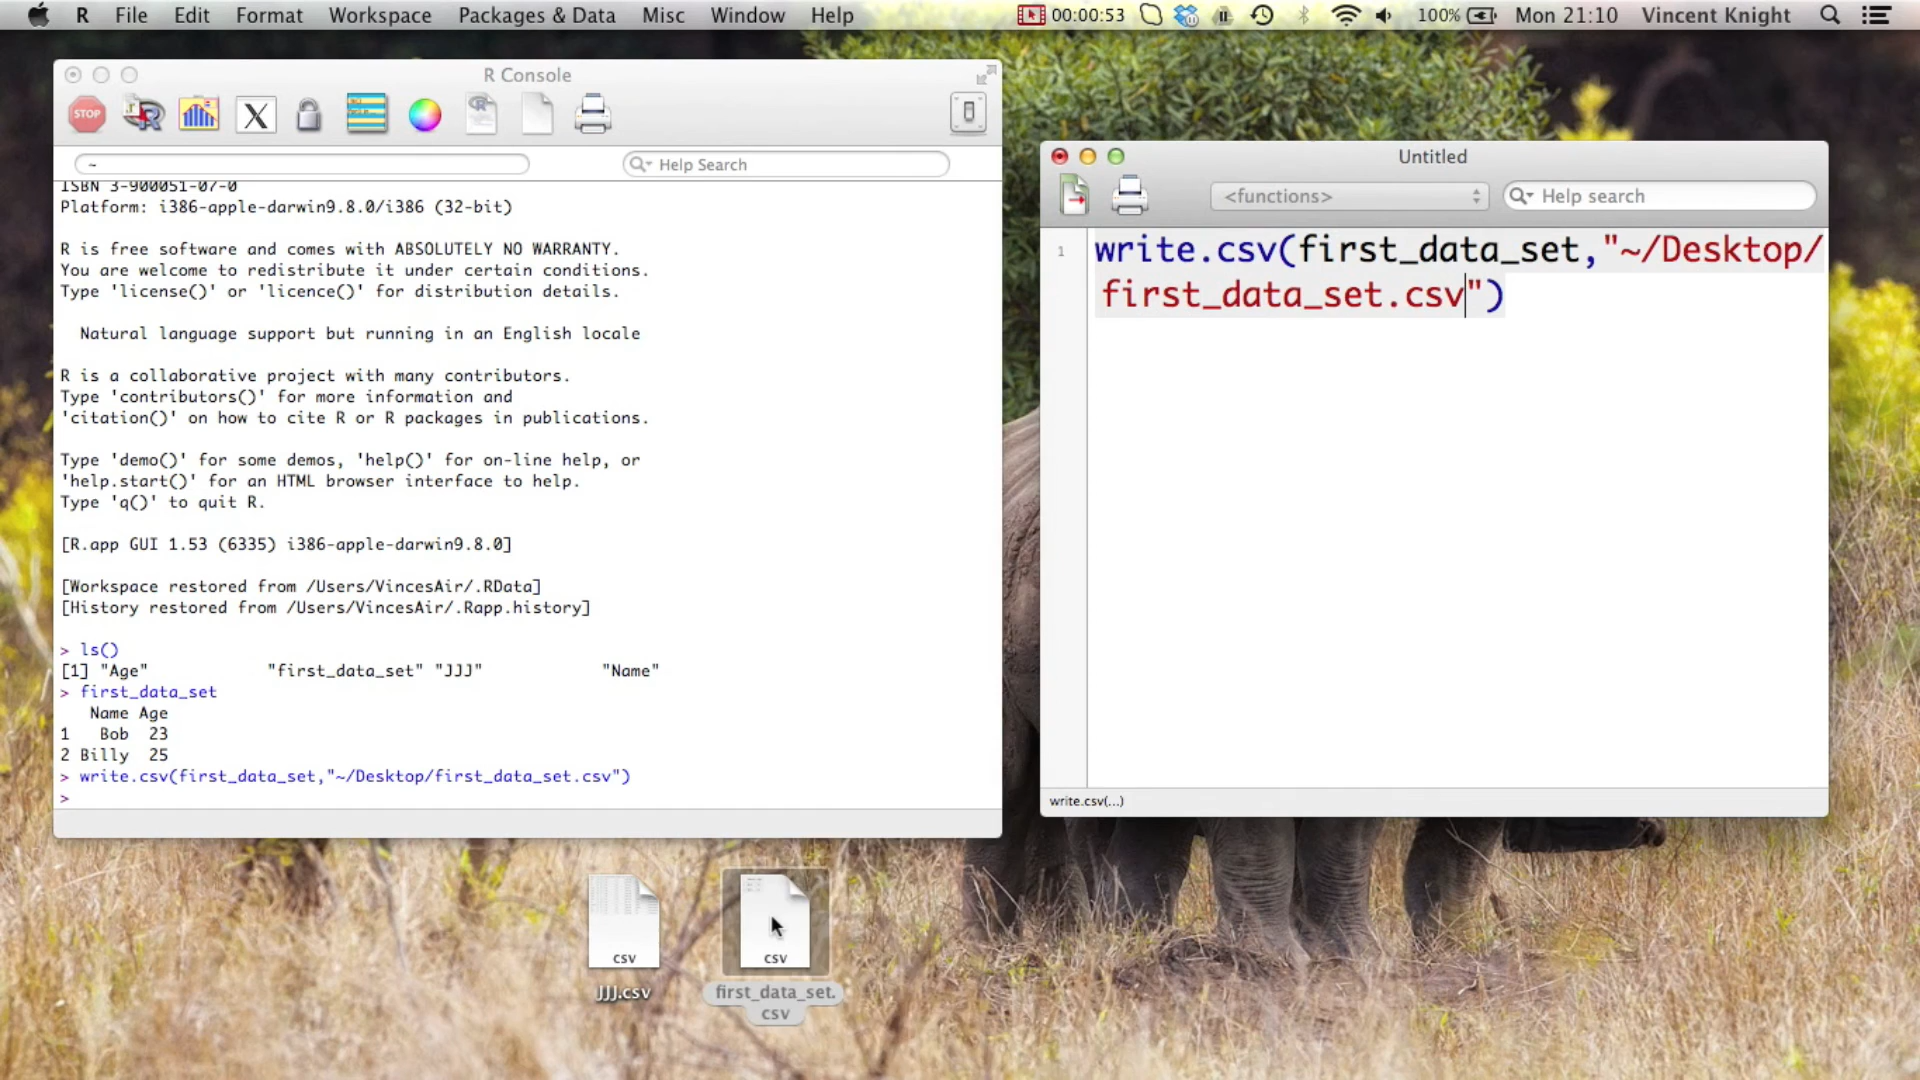 R File Edit Format Workspace Packages & Data Misc Window Help 00:00:53 100% Mon 21:10 Vincent Knight
R Console
STOP
~
Help Search
ISBN 3-900051-07-0
Platform: i386-apple-darwin9.8.0/i386 (32-bit)
R is free software and comes with ABSOLUTELY NO WARRANTY.
You are welcome to redistribute it under certain conditions.
Type 'license()' or 'licence()' for distribution details.
Natural language support but running in an English locale
R is a collaborative project with many contributors.
Type 'contributors()' for more information and
'citation()' on how to cite R or R packages in publications.
Type 'demo()' for some demos, 'help()' for on-line help, or
'help.start()' for an HTML browser interface to help.
Type 'q()' to quit R.
[R.app GUI 1.53 (6335) i386-apple-darwin9.8.0]
[Workspace restored from /Users/VincesAir/.RData]
[History restored from /Users/VincesAir/.Rapp.history]
> ls()
[1] "Age" "first_data_set" "JJJ" "Name"
> first_data_set
Name Age
1 Bob 23
2 Billy 25
> write.csv(first_data_set,"~/Desktop/first_data_set.csv")
>
Untitled
<functions>
Help search
1 write.csv(first_data_set,"~/Desktop/
first_data_set.csv")
write.csv(...)
csv
JJJ.csv
csv
first_data_set.
csv